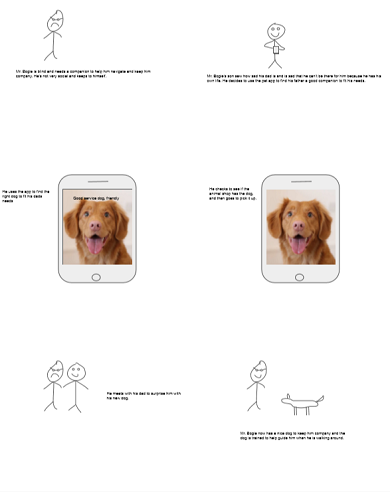 Mr. Bogie is blind and needs a companion to help him navigate and keep him
company. He's not very social and keeps to himself.
Mr. Bogie's son saw how sad his dad is and is sad that he can't be there for him because he has his
own life. He decides to use the pet app to find his father a good companion to fit his needs.
He uses the app to find the
right dog to fit his dads
needs
Good service dog, friendly
He checks to see if the
animal shop has the dog,
and then goes to pick it up.
He meets with his dad to surprise him with
his new dog.
Mr. Bogie now has a nice dog to keep him company and the
dog is trained to help guide him when he is walking around.